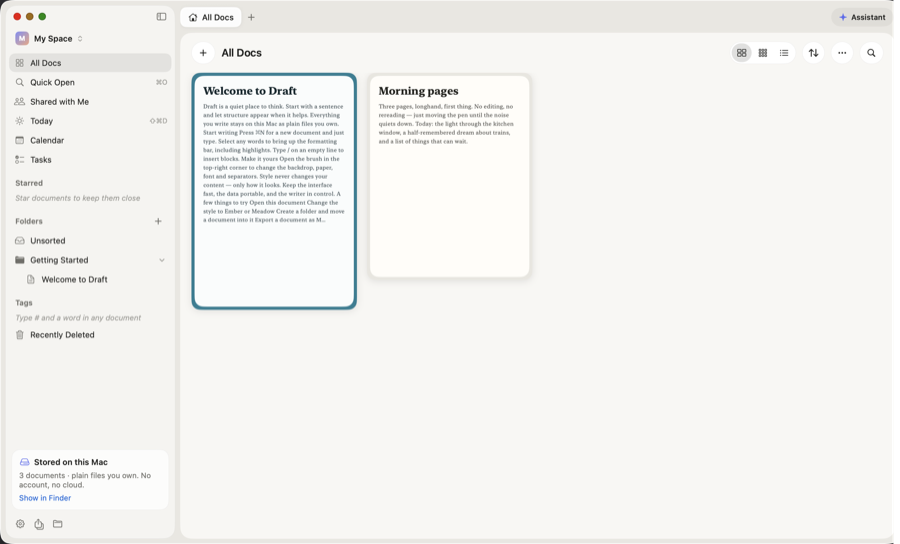 All Docs
Assistant
M
My Space
All Docs
Quick Open
⌘O
Shared with Me
Today
⇧⌘D
Calendar
Tasks
Starred
Star documents to keep them close
Folders
Unsorted
Getting Started
Welcome to Draft
Tags
Type # and a word in any document
Recently Deleted
Stored on this Mac
3 documents · plain files you own. No
account, no cloud.
Show in Finder
All Docs
Welcome to Draft
Draft is a quiet place to think. Start with a sentence
and let structure appear when it helps. Everything
you write stays on this Mac as plain files you own.
Start writing Press ⌘N for a new document and just
type. Select any words to bring up the formatting
bar, including highlights. Type / on an empty line to
insert blocks. Make it yours Open the brush in the
top-right corner to change the backdrop, paper,
font and separators. Style never changes your
content — only how it looks. Keep the interface
fast, the data portable, and the writer in control. A
few things to try Open this document Change the
style to Ember or Meadow Create a folder and move
a document into it Export a document as M...
Morning pages
Three pages, longhand, first thing. No editing, no
rereading — just moving the pen until the noise
quiets down. Today: the light through the kitchen
window, a half-remembered dream about trains,
and a list of things that can wait.